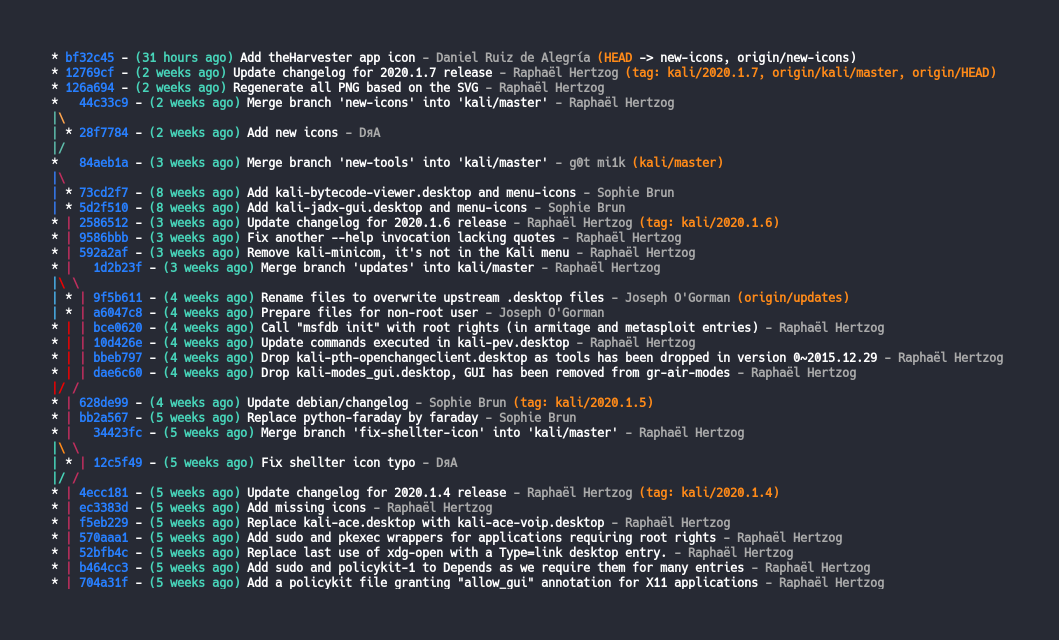 * bf32c45 - (31 hours ago) Add theHarvester app icon - Daniel Ruiz de Alegría (HEAD -> new-icons, origin/new-icons)
* 12769cf - (2 weeks ago) Update changelog for 2020.1.7 release - Raphaël Hertzog (tag: kali/2020.1.7, origin/kali/master, origin/HEAD)
* 126a694 - (2 weeks ago) Regenerate all PNG based on the SVG - Raphaël Hertzog
*   44c33c9 - (2 weeks ago) Merge branch 'new-icons' into 'kali/master' - Raphaël Hertzog
|\
| * 28f7784 - (2 weeks ago) Add new icons - DяA
|/
*   84aeb1a - (3 weeks ago) Merge branch 'new-tools' into 'kali/master' - g0t mi1k (kali/master)
|\
| * 73cd2f7 - (8 weeks ago) Add kali-bytecode-viewer.desktop and menu-icons - Sophie Brun
| * 5d2f510 - (8 weeks ago) Add kali-jadx-gui.desktop and menu-icons - Sophie Brun
* | 2586512 - (3 weeks ago) Update changelog for 2020.1.6 release - Raphaël Hertzog (tag: kali/2020.1.6)
* | 9586bbb - (3 weeks ago) Fix another --help invocation lacking quotes - Raphaël Hertzog
* | 592a2af - (3 weeks ago) Remove kali-minicom, it's not in the Kali menu - Raphaël Hertzog
* |   1d2b23f - (3 weeks ago) Merge branch 'updates' into kali/master - Raphaël Hertzog
|\ \
| * | 9f5b611 - (4 weeks ago) Rename files to overwrite upstream .desktop files - Joseph O'Gorman (origin/updates)
| * | a6047c8 - (4 weeks ago) Prepare files for non-root user - Joseph O'Gorman
* | | bce0620 - (4 weeks ago) Call "msfdb init" with root rights (in armitage and metasploit entries) - Raphaël Hertzog
* | | 10d426e - (4 weeks ago) Update commands executed in kali-pev.desktop - Raphaël Hertzog
* | | bbeb797 - (4 weeks ago) Drop kali-pth-openchangeclient.desktop as tools has been dropped in version 0~2015.12.29 - Raphaël Hertzog
* | | dae6c60 - (4 weeks ago) Drop kali-modes_gui.desktop, GUI has been removed from gr-air-modes - Raphaël Hertzog
|/ /
* | 628de99 - (4 weeks ago) Update debian/changelog - Sophie Brun (tag: kali/2020.1.5)
* | bb2a567 - (5 weeks ago) Replace python-faraday by faraday - Sophie Brun
* |   34423fc - (5 weeks ago) Merge branch 'fix-shellter-icon' into 'kali/master' - Raphaël Hertzog
|\ \
| * | 12c5f49 - (5 weeks ago) Fix shellter icon typo - DяA
|/ /
* | 4ecc181 - (5 weeks ago) Update changelog for 2020.1.4 release - Raphaël Hertzog (tag: kali/2020.1.4)
* | ec3383d - (5 weeks ago) Add missing icons - Raphaël Hertzog
* | f5eb229 - (5 weeks ago) Replace kali-ace.desktop with kali-ace-voip.desktop - Raphaël Hertzog
* | 570aaa1 - (5 weeks ago) Add sudo and pkexec wrappers for applications requiring root rights - Raphaël Hertzog
* | 52bfb4c - (5 weeks ago) Replace last use of xdg-open with a Type=link desktop entry. - Raphaël Hertzog
* | b464cc3 - (5 weeks ago) Add sudo and policykit-1 to Depends as we require them for many entries - Raphaël Hertzog
* | 704a31f - (5 weeks ago) Add a policykit file granting "allow_gui" annotation for X11 applications - Raphaël Hertzog